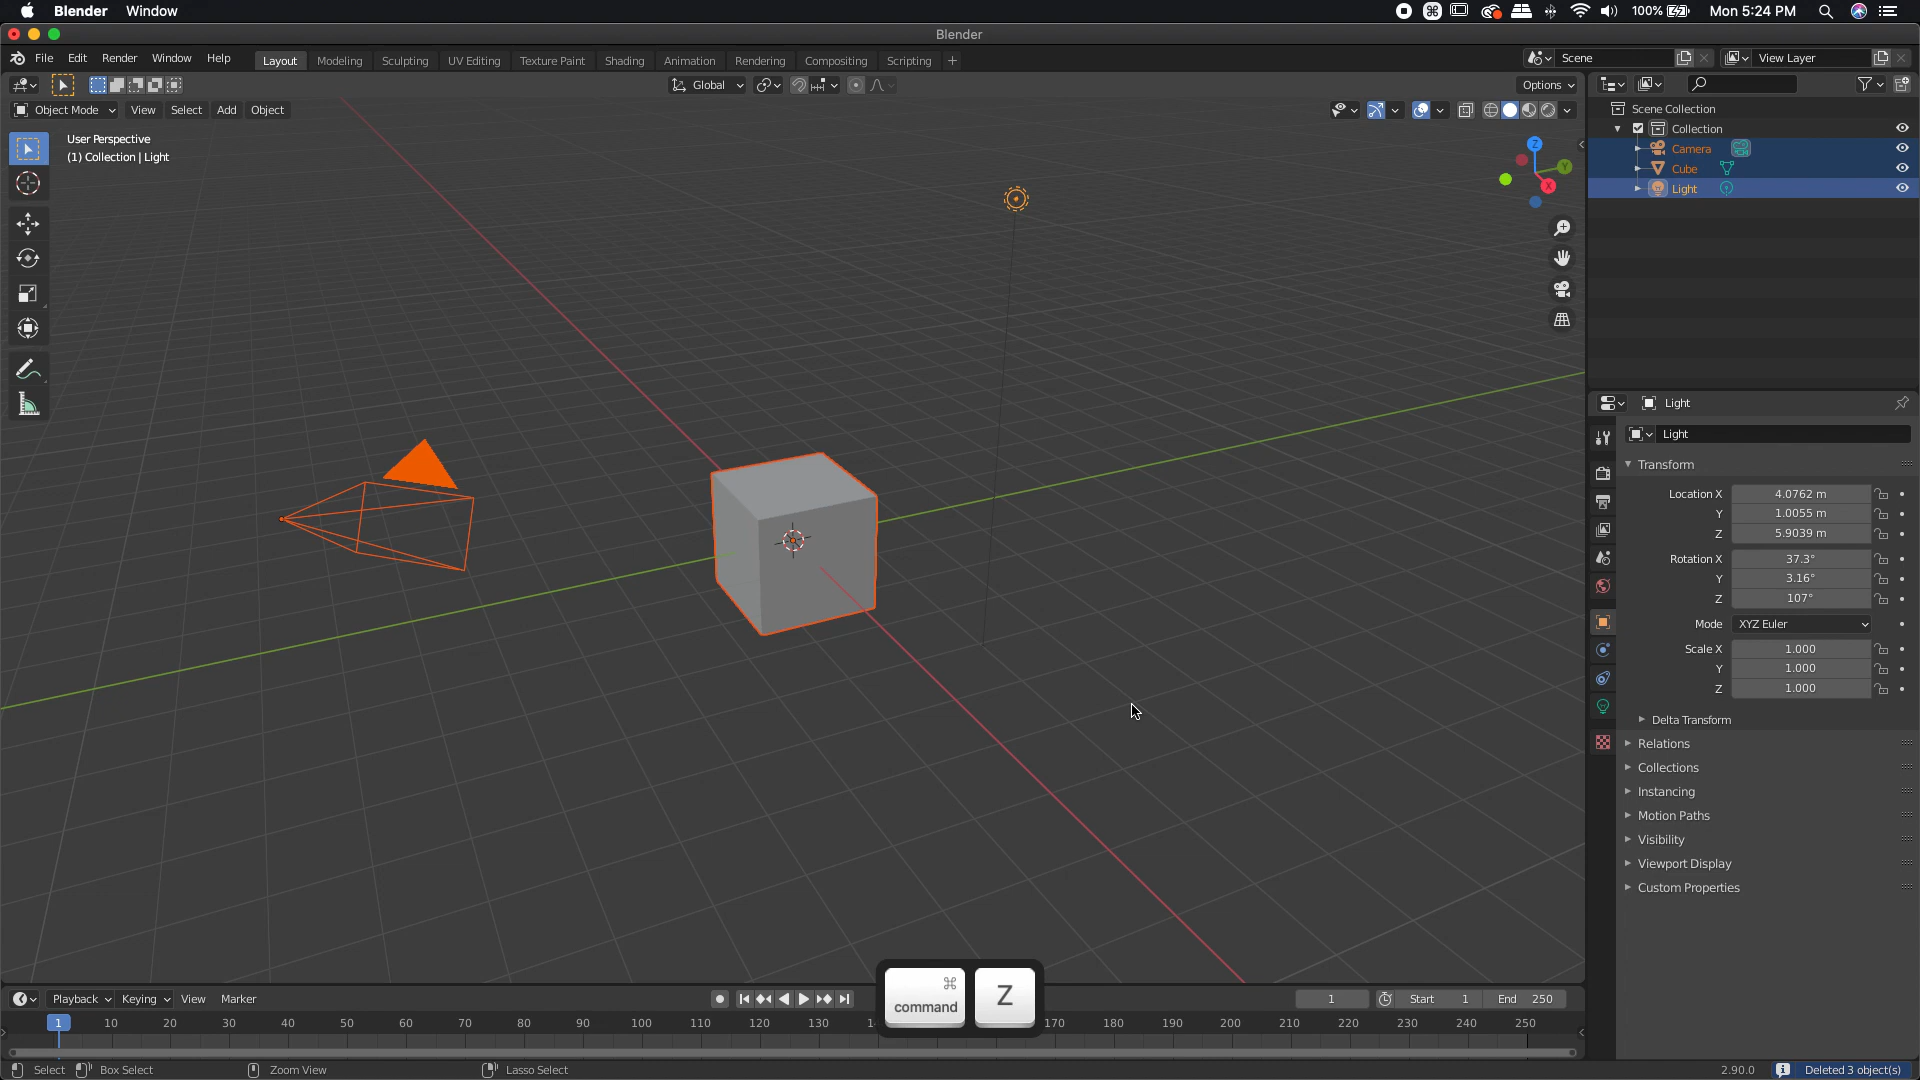 Blender Window 100% Mon 5:24 PM
Blender
File Edit Render Window Help Layout Modeling Sculpting UV Editing Texture Paint Shading Animation Rendering Compositing Scripting + Scene View Layer
Global Options
Object Mode View Select Add Object
User Perspective
(1) Collection | Light
Z
Y
X
Scene Collection
Collection
Camera
Cube
Light
Light
Light
Transform
Location X 4.0762 m
Y 1.0055 m
Z 5.9039 m
Rotation X 37.3°
Y 3.16°
Z 107°
Mode XYZ Euler
Scale X 1.000
Y 1.000
Z 1.000
Delta Transform
Relations
Collections
Instancing
Motion Paths
Visibility
Viewport Display
Custom Properties
⌘
command
Z
Playback Keying View Marker 1 Start 1 End 250
1 10 20 30 40 50 60 70 80 90 100 110 120 130 170 180 190 200 210 220 230 240 250
Select Box Select Zoom View Lasso Select 2.90.0 Deleted 3 object(s)